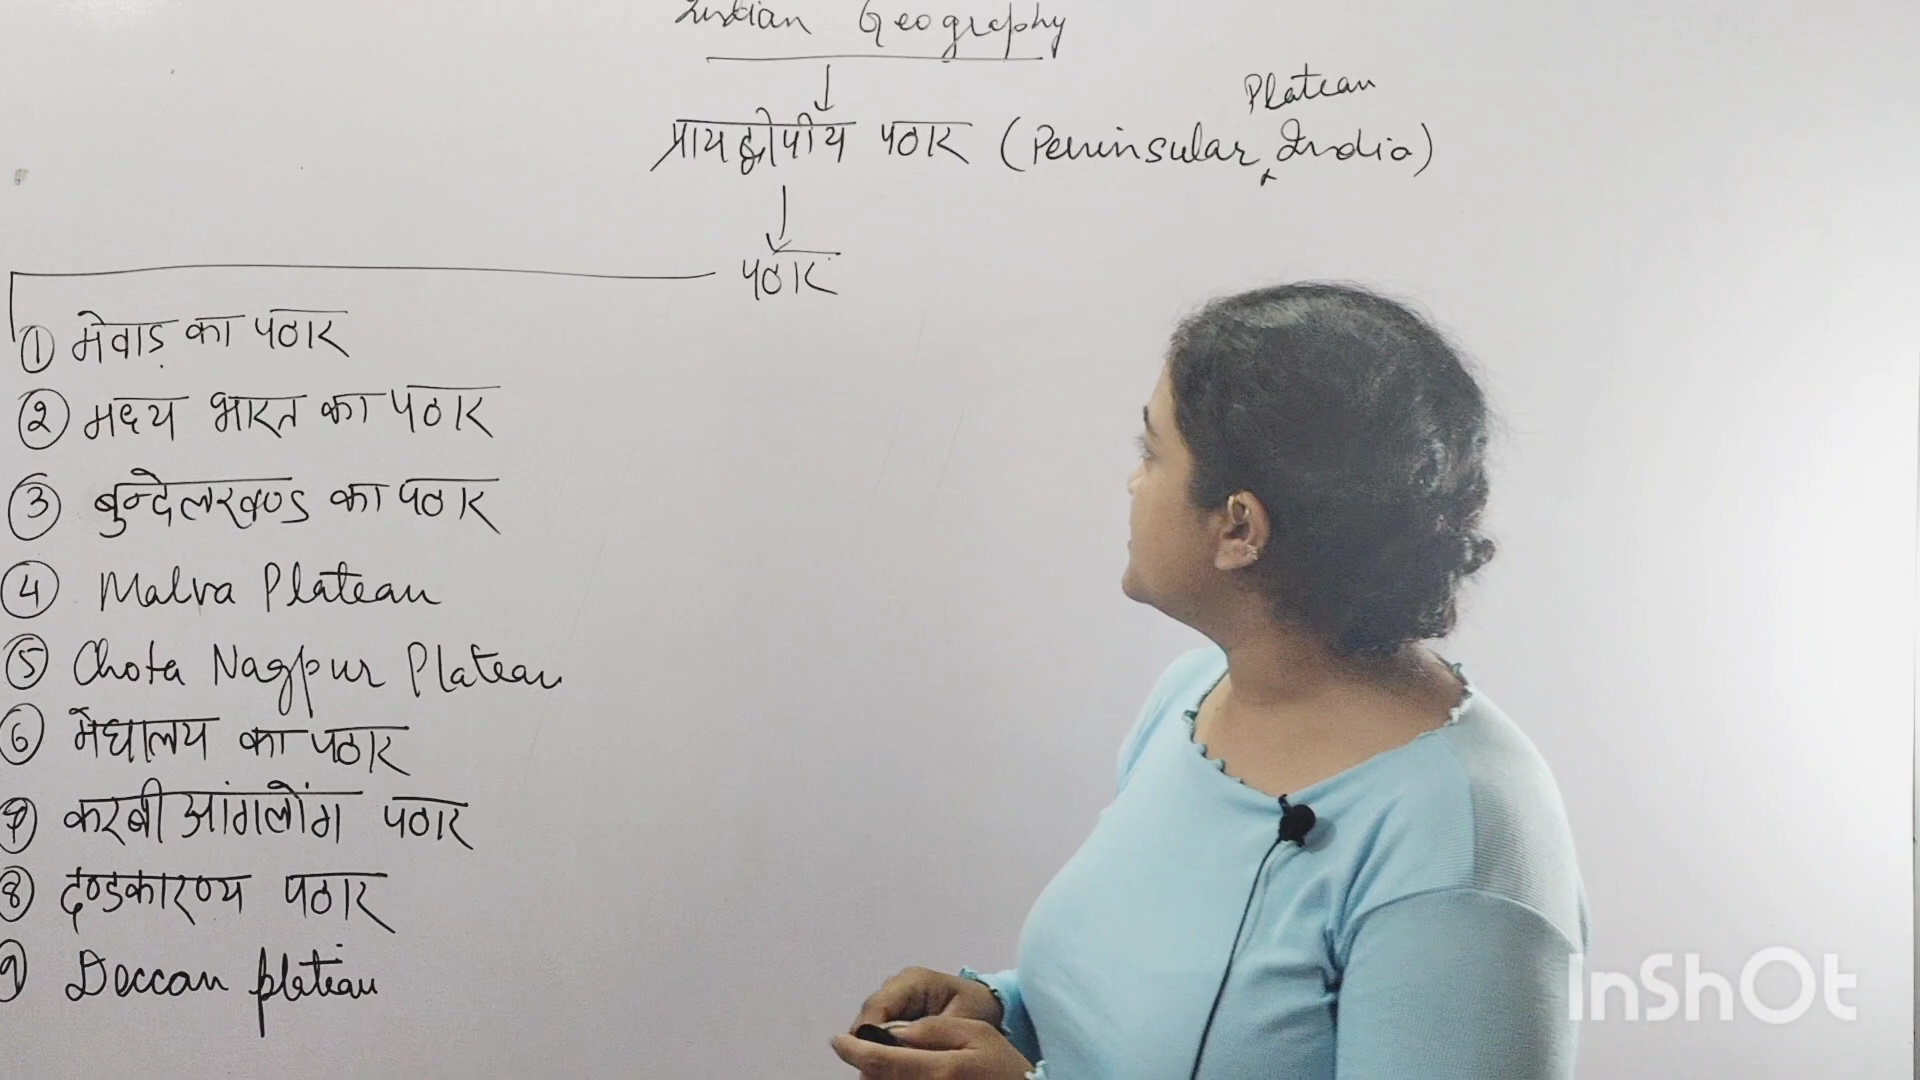 Indian Geography
प्रायद्वीपीय पठार (Peninsular Plateau India)
पठार
① मेवाड़ का पठार
② मध्य भारत का पठार
③ बुन्देलखण्ड का पठार
④ Malva Plateau
⑤ Chota Nagpur Plateau
⑥ मेघालय का पठार
⑦ करबी आंगलोंग पठार
⑧ दण्डकारण्य पठार
⑨ Deccan plateau
InShOt